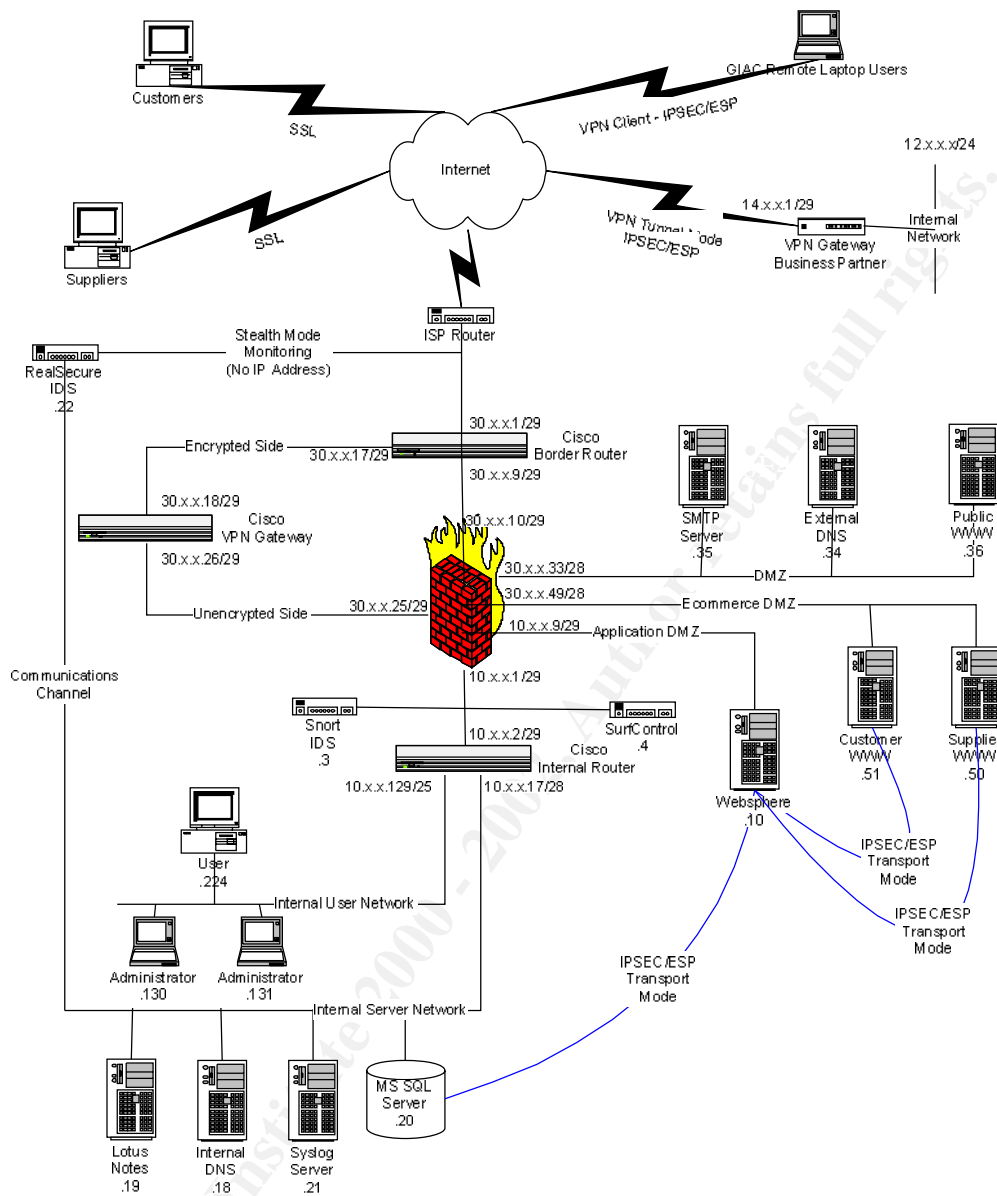 Customers
GIAC Remote Laptop Users
SSL
VPN Client - IPSEC/ESP
Internet
12.x.x.x/24
Suppliers
SSL
VPN Tunnel Mode
IPSEC/ESP
14.x.x.1/29
VPN Gateway
Business Partner
Internal
Network
ISP Router
Stealth Mode
Monitoring
(No IP Address)
RealSecure
IDS
.22
30.x.x.1/29
Encrypted Side
30.x.x.17/29
Cisco
Border Router
30.x.x.9/29
30.x.x.18/29
Cisco
VPN Gateway
30.x.x.10/29
30.x.x.26/29
SMTP
Server
.35
External
DNS
.34
Public
WWW
.36
30.x.x.33/28
DMZ
30.x.x.49/28
Ecommerce DMZ
Unencrypted Side
30.x.x.25/29
10.x.x.9/29
Application DMZ
10.x.x.1/29
Communications
Channel
Snort
IDS
.3
SurfControl
.4
10.x.x.2/29
Cisco
Internal Router
10.x.x.129/25
10.x.x.17/28
Websphere
.10
Customer
WWW
.51
Supplie
WWW
.50
User
.224
IPSEC/ESP
Transport
Mode
IPSEC/ESP
Transport
Mode
Internal User Network
Administrator
.130
Administrator
.131
IPSEC/ESP
Transport
Mode
Internal Server Network
MS SQL
Server
.20
Lotus
Notes
.19
Internal
DNS
.18
Syslog
Server
.21
Institute 2000 - 200 , Author retains full rights.